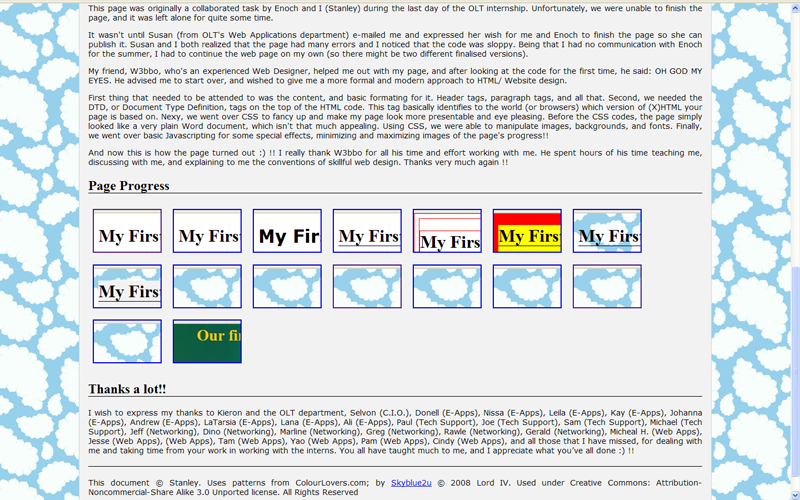 This page was originally a collaborated task by Enoch and I (Stanley) during the last day of the OLT internship. Unfortunately, we were unable to finish
the page, and it was left alone for quite some time.
It wasn't until Susan (from OLT's Web Applications department) e-mailed me and expressed her wish for me and Enoch to finish the page so she can
publish it. Susan and I both realized that the page had many errors and I noticed that the code was sloppy. Being that I had no communication with Enoch
for the summer, I had to continue the web page on my own (so there might be two different finalised versions).
My friend, W3bbo, who's an experienced Web Designer, helped me out with my page, and after looking at the code for the first time, he said: OH GOD MY
EYES. He advised me to start over, and wished to give me a more formal and modern approach to HTML/ Website design.
First thing that needed to be attended to was the content, and basic formating for it. Header tags, paragraph tags, and all that. Second, we needed the
DTD, or Document Type Definition, tags on the top of the HTML code. This tag basically identifies to the world (or browsers) which version of (X)HTML your
page is based on. Nexy, we went over CSS to fancy up and make my page look more presentable and eye pleasing. Before the CSS codes, the page simply
looked like a very plain Word document, which isn't that much appealing. Using CSS, we were able to manipulate images, backgrounds, and fonts. Finally,
we went over basic Javascripting for some special effects, minimizing and maximizing images of the page's progress!!
And now this is how the page turned out :) !! I really thank W3bbo for all his time and effort working with me. He spent hours of his time teaching me,
discussing with me, and explaining to me the conventions of skillful web design. Thanks very much again !!
Page Progress
My Firs My Firs My Fir My Firs My Firs My Firs My Firs
My Firs
Our fi
Thanks a lot!!
I wish to express my thanks to Kieron and the OLT department, Selvon (C.I.O.), Donell (E-Apps), Nissa (E-Apps), Leila (E-Apps), Kay (E-Apps), Johanna
(E-Apps), Andrew (E-Apps), LaTarsia (E-Apps), Lana (E-Apps), Ali (E-Apps), Paul (Tech Support), Joe (Tech Support), Sam (Tech Support), Michael (Tech
Support), Jeff (Networking), Dino (Networking), Marline (Networking), Greg (Networking), Rawle (Networking), Gerald (Networking), Micheal H. (Web Apps),
Jesse (Web Apps), (Web Apps), Tam (Web Apps), Yao (Web Apps), Pam (Web Apps), Cindy (Web Apps), and all those that I have missed, for dealing with
me and taking time from your work in working with the interns. You all have taught much to me, and I appreciate what you've all done :) !!
This document © Stanley. Uses patterns from ColourLovers.com; by Skyblue2u © 2008 Lord IV. Used under Creative Commons: Attribution-
Noncommercial-Share Alike 3.0 Unported license. All Rights Reserved